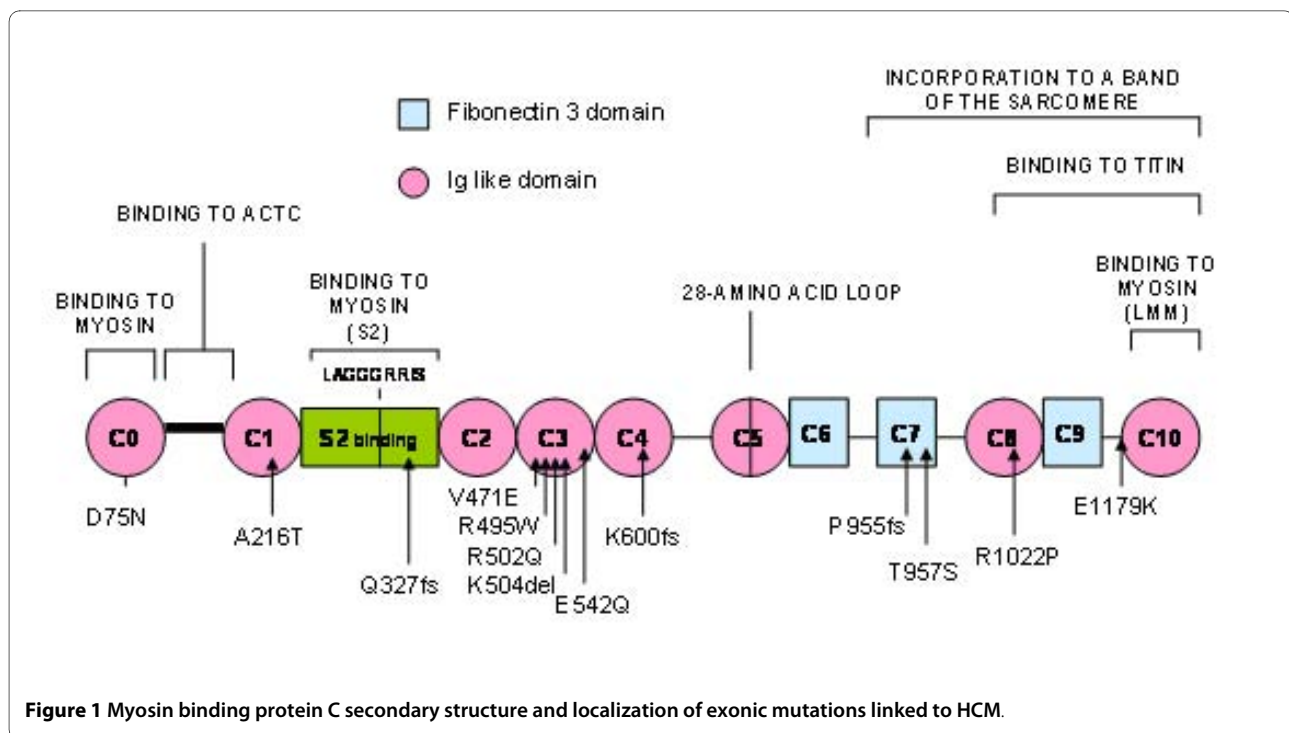 INCORPORATION TO A BAND
OF THE SARCOMERE
Fibonectin 3 domain
BINDING TO TITIN
Ig like domain
BINDING TO ACTC
BINDING TO
MYOSIN
BINDING TO
MYOSIN
(S2)
28-AMINO ACID LOOP
BINDING TO
MYOSIN
(LMM)
LAGGGRRIS
C0
C1
S2 binding
C2
C3
C4
C5
C6
C7
C8
C9
C10
D75N
A216T
Q327fs
V471E
R495W
R502Q
K504del
E542Q
K600fs
P955fs
T957S
R1022P
E1179K
Figure 1 Myosin binding protein C secondary structure and localization of exonic mutations linked to HCM.